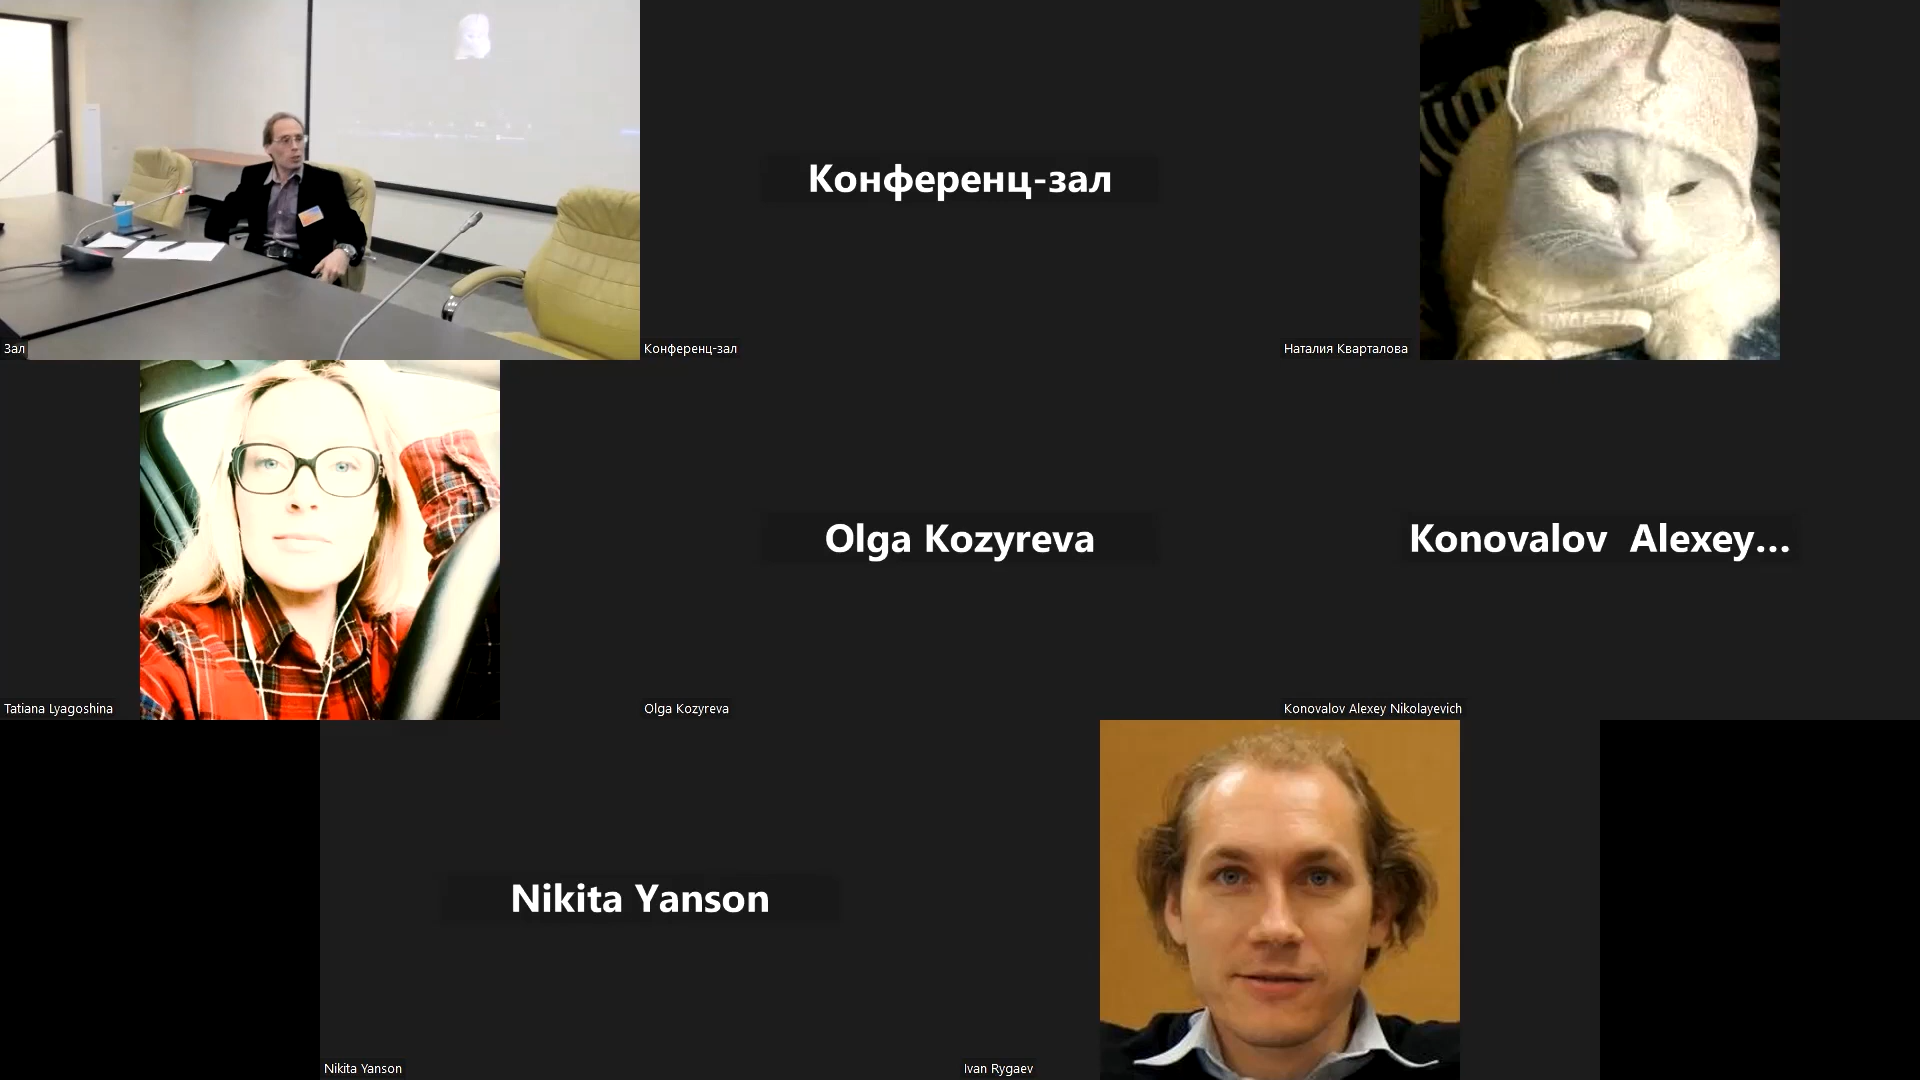 Зал
Конференц-зал
Конференц-зал
Наталия Кварталова
Tatiana Lyagoshina
Olga Kozyreva
Olga Kozyreva
Konovalov Alexey...
Konovalov Alexey Nikolayevich
Nikita Yanson
Nikita Yanson
Ivan Rygaev